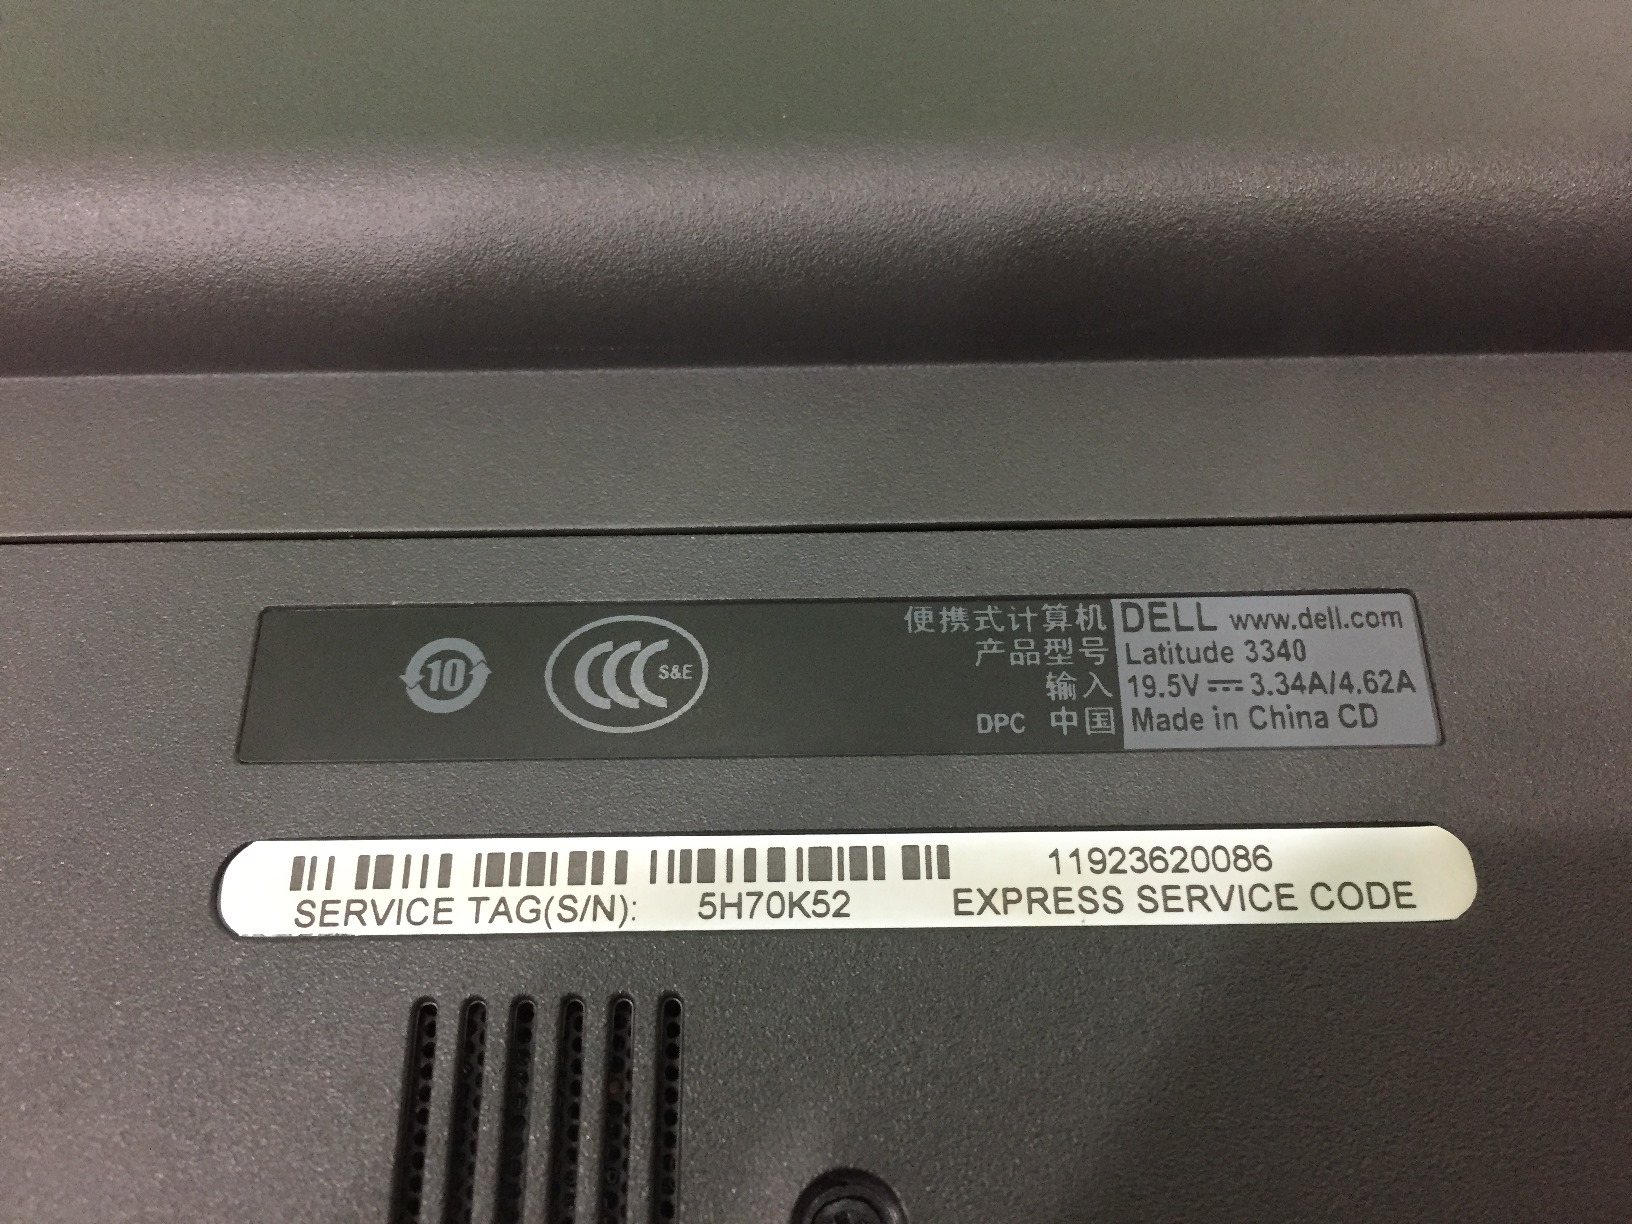 10
CCC S&E
便携式计算机 DELL www.dell.com
产品型号 Latitude 3340
输入 19.5V ⎓ 3.34A/4.62A
DPC 中国 Made in China CD
11923620086
SERVICE TAG(S/N): 5H70K52 EXPRESS SERVICE CODE